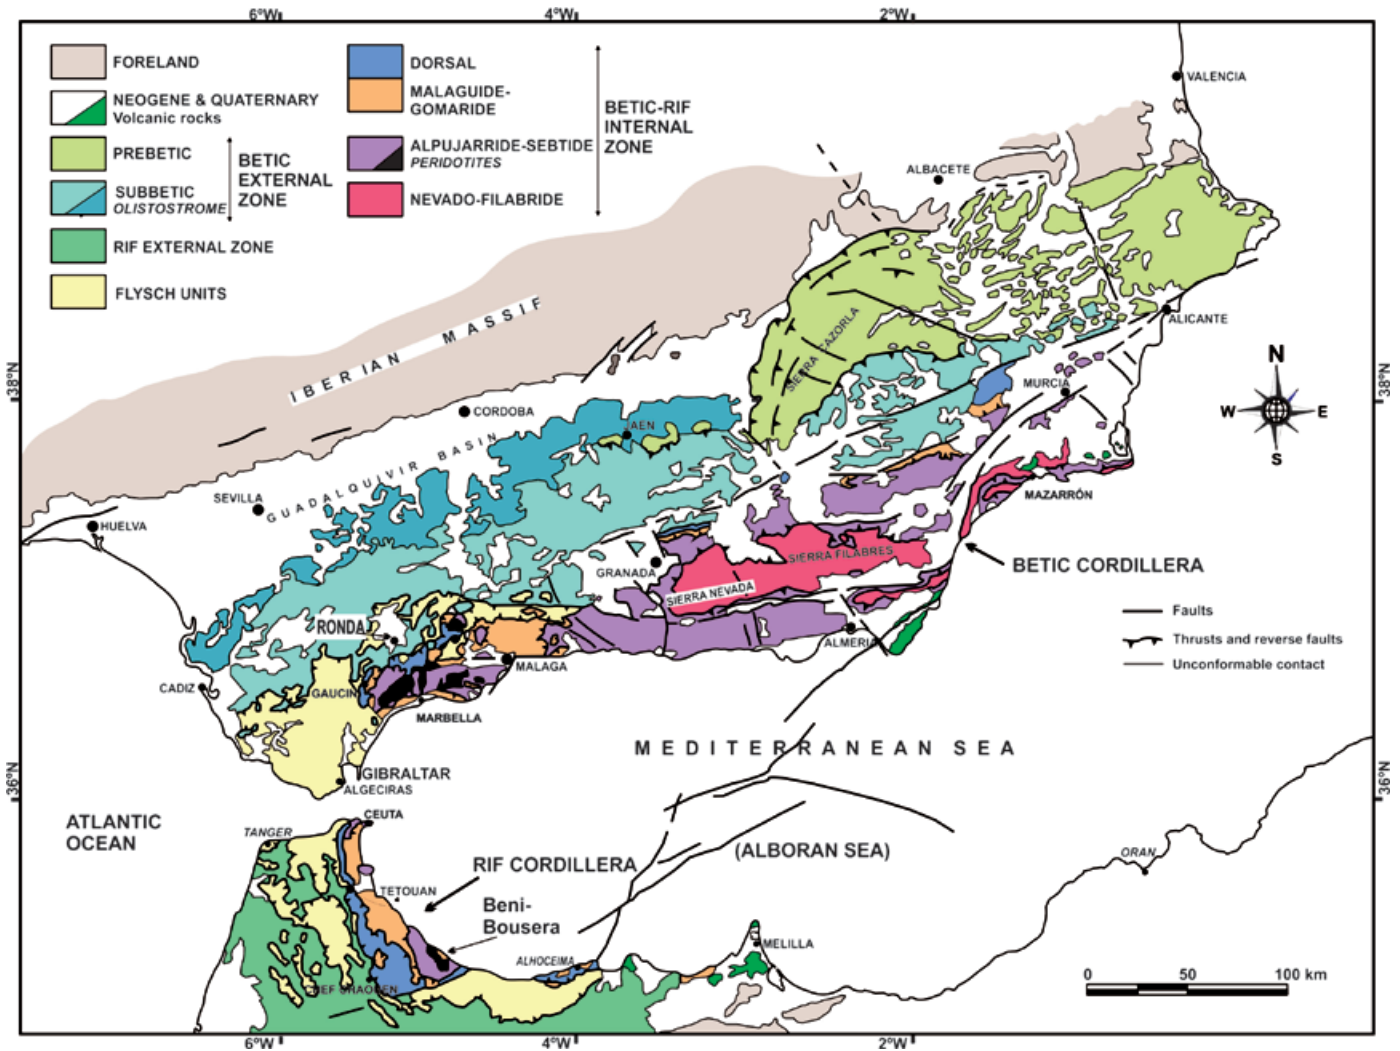 6°W
4°W
2°W
FORELAND
NEOGENE & QUATERNARY
Volcanic rocks
PREBETIC
SUBBETIC
OLISTOSTROME
BETIC
EXTERNAL
ZONE
RIF EXTERNAL ZONE
FLYSCH UNITS
DORSAL
MALAGUIDE-
GOMARIDE
ALPUJARRIDE-SEBTIDE
PERIDOTITES
NEVADO-FILABRIDE
BETIC-RIF
INTERNAL
ZONE
VALENCIA
ALBACETE
ALICANTE
IBERIAN MASSIF
SIERRA CAZORLA
38°N
38°N
MURCIA
CORDOBA
JAEN
GUADALQUIVIR BASIN
SEVILLA
HUELVA
N
W
E
S
MAZARRÓN
GRANADA
SIERRA FILABRES
SIERRA NEVADA
BETIC CORDILLERA
RONDA
ALMERIA
MALAGA
CADIZ
GAUCIN
MARBELLA
Faults
Thrusts and reverse faults
Unconformable contact
MEDITERRANEAN SEA
36°N
36°N
GIBRALTAR
ALGECIRAS
ATLANTIC
OCEAN
CEUTA
TANGER
(ALBORAN SEA)
ORAN
RIF CORDILLERA
TETOUAN
Beni-
Bousera
MELILLA
ALHOCEIMA
CHEF CHAOUEN
0
50
100 km
6°W
4°W
2°W